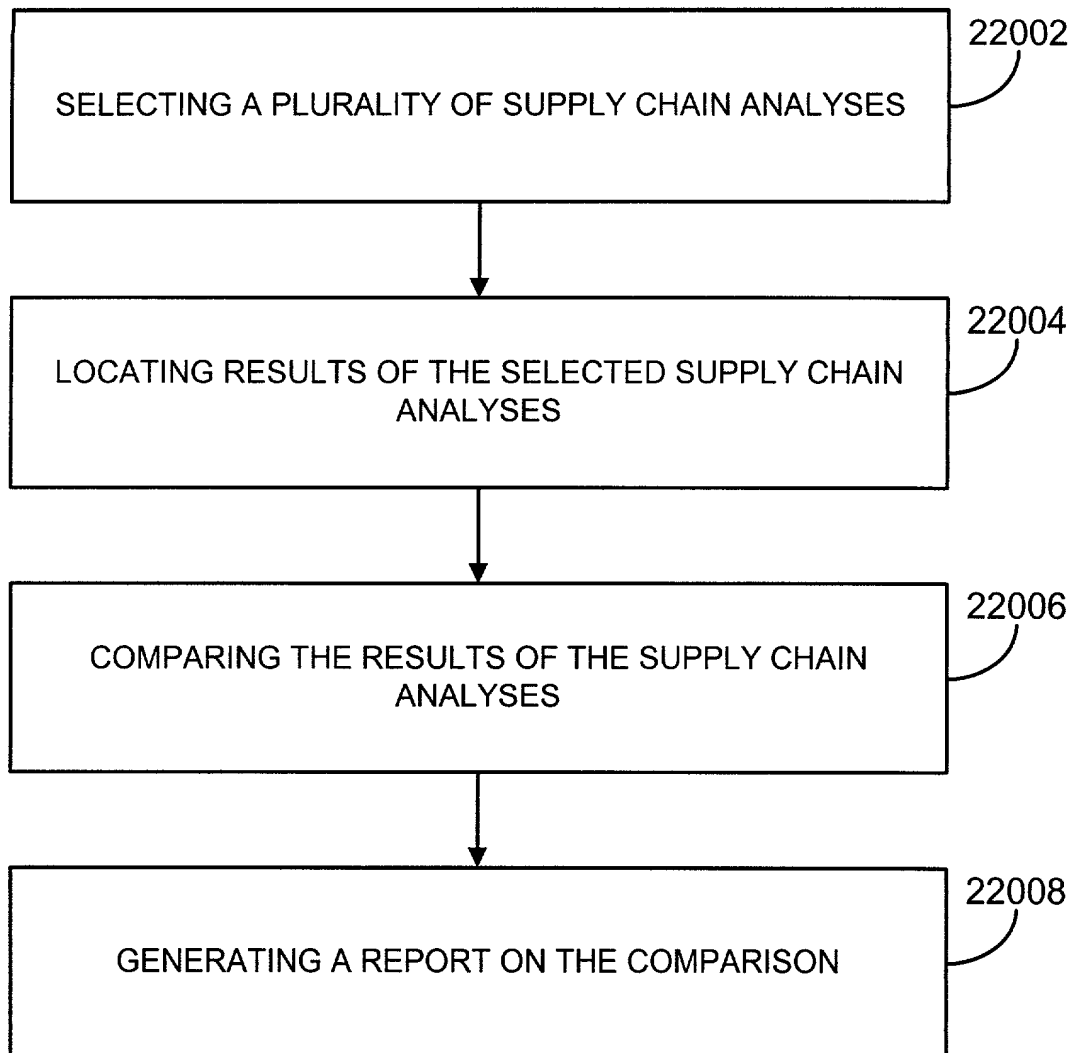 22002
SELECTING A PLURALITY OF SUPPLY CHAIN ANALYSES
22004
LOCATING RESULTS OF THE SELECTED SUPPLY CHAIN
ANALYSES
22006
COMPARING THE RESULTS OF THE SUPPLY CHAIN
ANALYSES
22008
GENERATING A REPORT ON THE COMPARISON